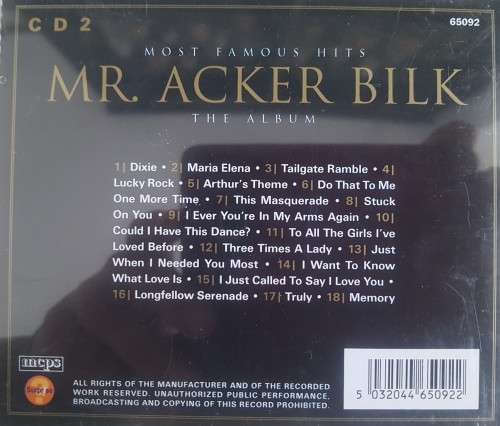 CD 2
65092
MOST FAMOUS HITS
MR. ACKER BILK
THE ALBUM
1| Dixie • 2| Maria Elena • 3| Tailgate Ramble • 4|
Lucky Rock • 5| Arthur's Theme • 6| Do That To Me
One More Time • 7| This Masquerade • 8| Stuck
On You • 9| I Ever You're In My Arms Again • 10|
Could I Have This Dance? • 11| To All The Girls I've
Loved Before • 12| Three Times A Lady • 13| Just
When I Needed You Most • 14| I Want To Know
What Love Is • 15| I Just Called To Say I Love You •
16| Longfellow Serenade • 17| Truly • 18| Memory
mcps
ALL RIGHTS OF THE MANUFACTURER AND OF THE RECORDED
WORK RESERVED. UNAUTHORIZED PUBLIC PERFORMANCE.
BROADCASTING AND COPYING OF THIS RECORD PROHIBITED.
5 032044 650922